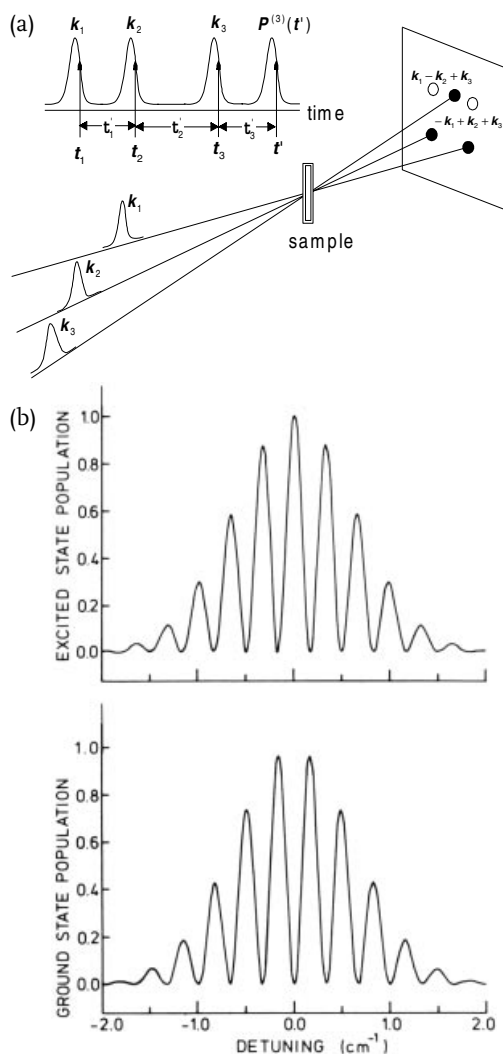 (a)
k₁ k₂ k₃ P⁽³⁾(t')
time
t'₁ t'₂ t'₃
t₁ t₂ t₃ t'
k₁ − k₂ + k₃
− k₁ + k₂ + k₃
k₁
sample
k₂
k₃
(b)
EXCITED STATE POPULATION
1.0
0.8
0.6
0.4
0.2
0.0
GROUND STATE POPULATION
1.0
0.8
0.6
0.4
0.2
0.0
-2.0 -1.0 0.0 1.0 2.0
DETUNING (cm⁻¹)